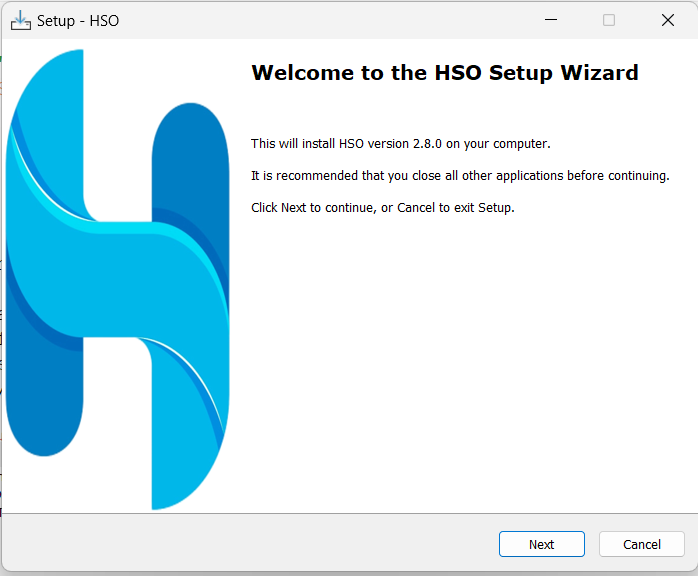 Setup - HSO
Welcome to the HSO Setup Wizard
This will install HSO version 2.8.0 on your computer.
It is recommended that you close all other applications before continuing.
Click Next to continue, or Cancel to exit Setup.
Next
Cancel